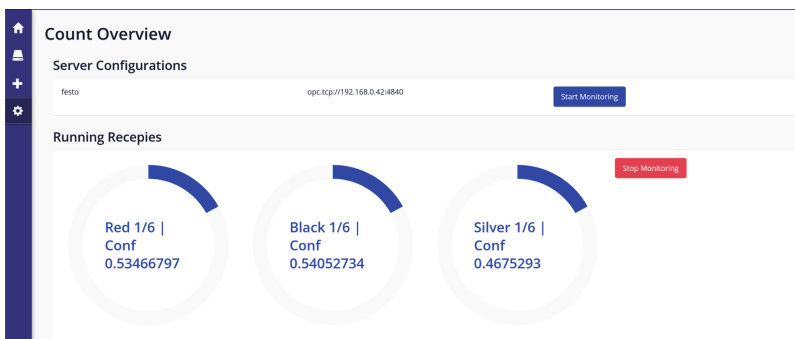 Count Overview
Server Configurations
festo
opc.tcp://192.168.0.42:4840
Start Monitoring
Running Recepies
Stop Monitoring
Red 1/6 |
Conf
0.53466797
Black 1/6 |
Conf
0.54052734
Silver 1/6 |
Conf
0.4675293